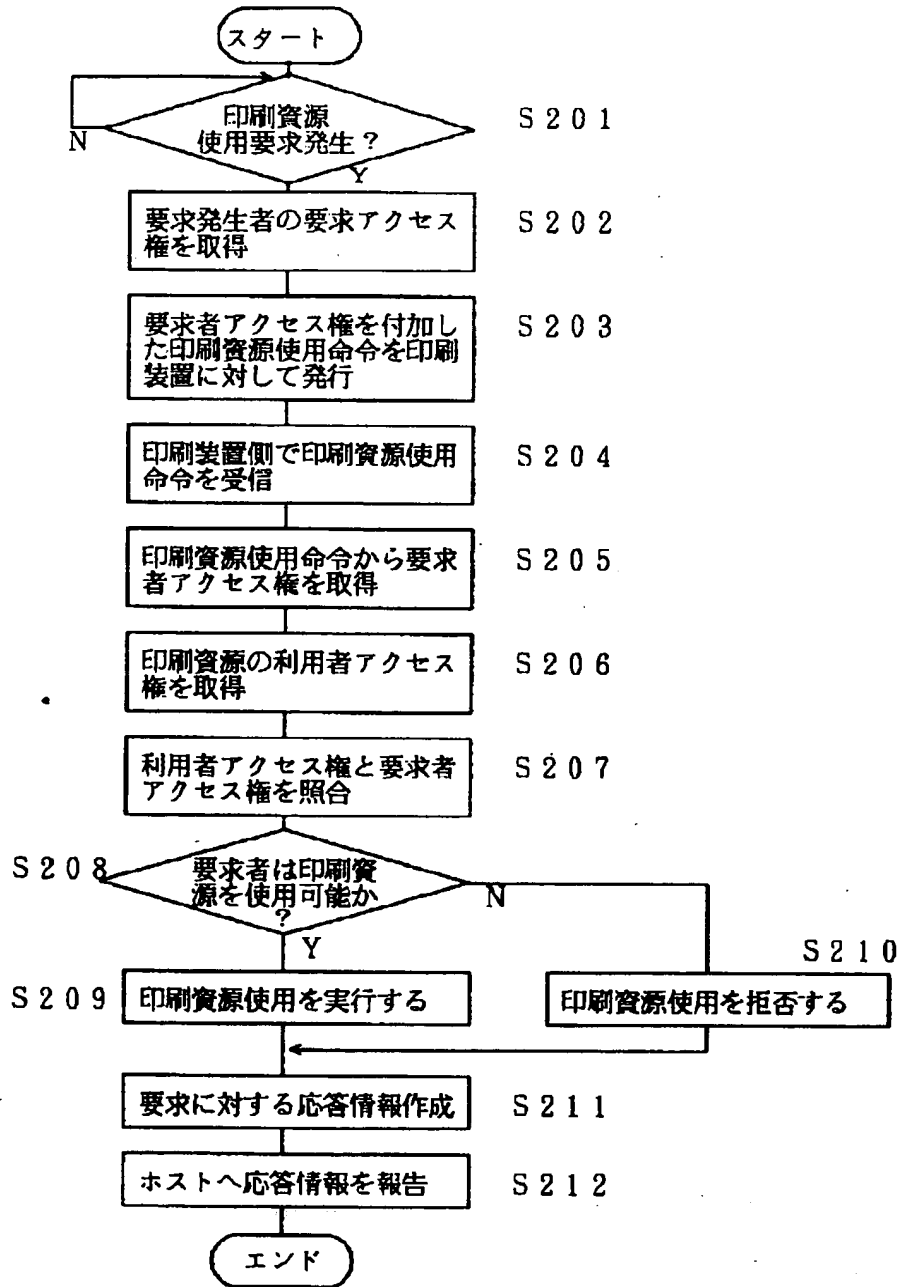 スタート
印刷資源
使用要求発生?
S201
N
Y
要求発生者の要求アクセス
権を取得
S202
要求者アクセス権を付加し
た印刷資源使用命令を印刷
装置に対して発行
S203
印刷装置側で印刷資源使用
命令を受信
S204
印刷資源使用命令から要求
者アクセス権を取得
S205
印刷資源の利用者アクセス
権を取得
S206
利用者アクセス権と要求者
アクセス権を照合
S207
S208
要求者は印刷資
源を使用可能か
?
N
Y
S210
S209
印刷資源使用を実行する
印刷資源使用を拒否する
要求に対する応答情報作成
S211
ホストへ応答情報を報告
S212
エンド